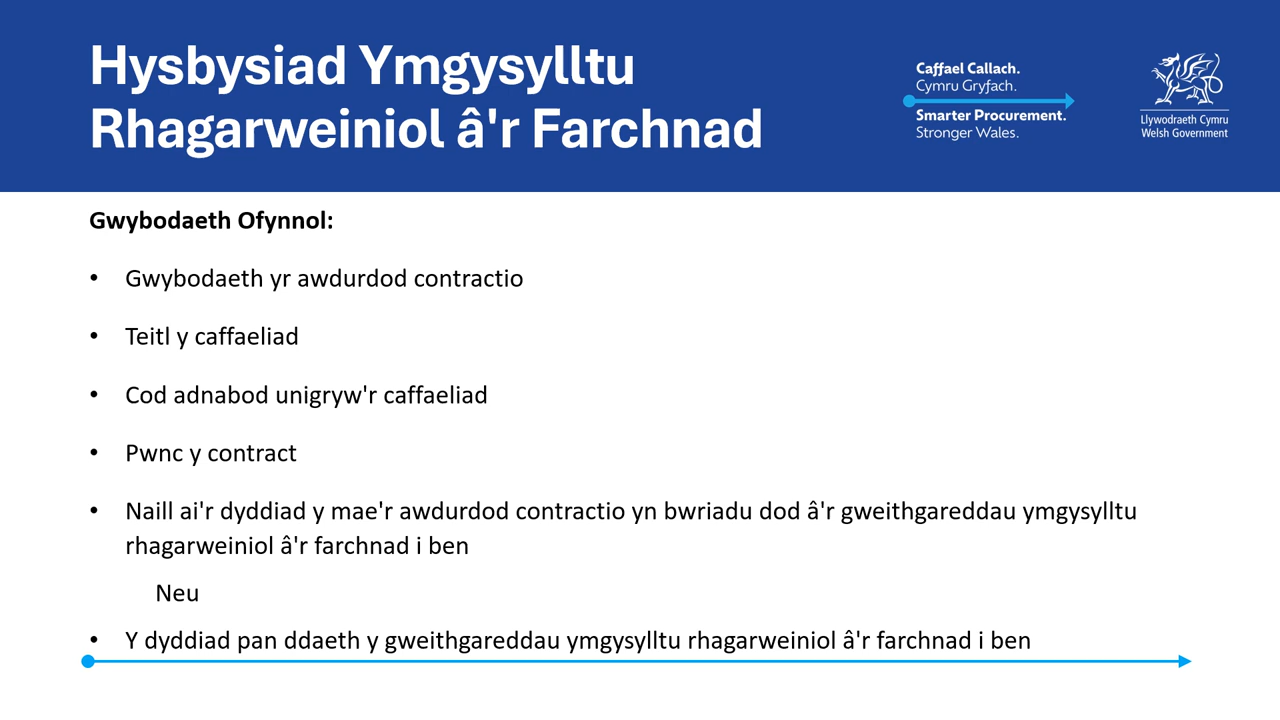 Hysbysiad Ymgysylltu
Rhagarweiniol â'r Farchnad
Caffael Callach.
Cymru Gryfach.
Smarter Procurement.
Stronger Wales.
Llywodraeth Cymru
Welsh Government
Gwybodaeth Ofynnol:
• Gwybodaeth yr awdurdod contractio
• Teitl y caffaeliad
• Cod adnabod unigryw'r caffaeliad
• Pwnc y contract
• Naill ai'r dyddiad y mae'r awdurdod contractio yn bwriadu dod â'r gweithgareddau ymgysylltu
rhagarweiniol â'r farchnad i ben
Neu
• Y dyddiad pan ddaeth y gweithgareddau ymgysylltu rhagarweiniol â'r farchnad i ben